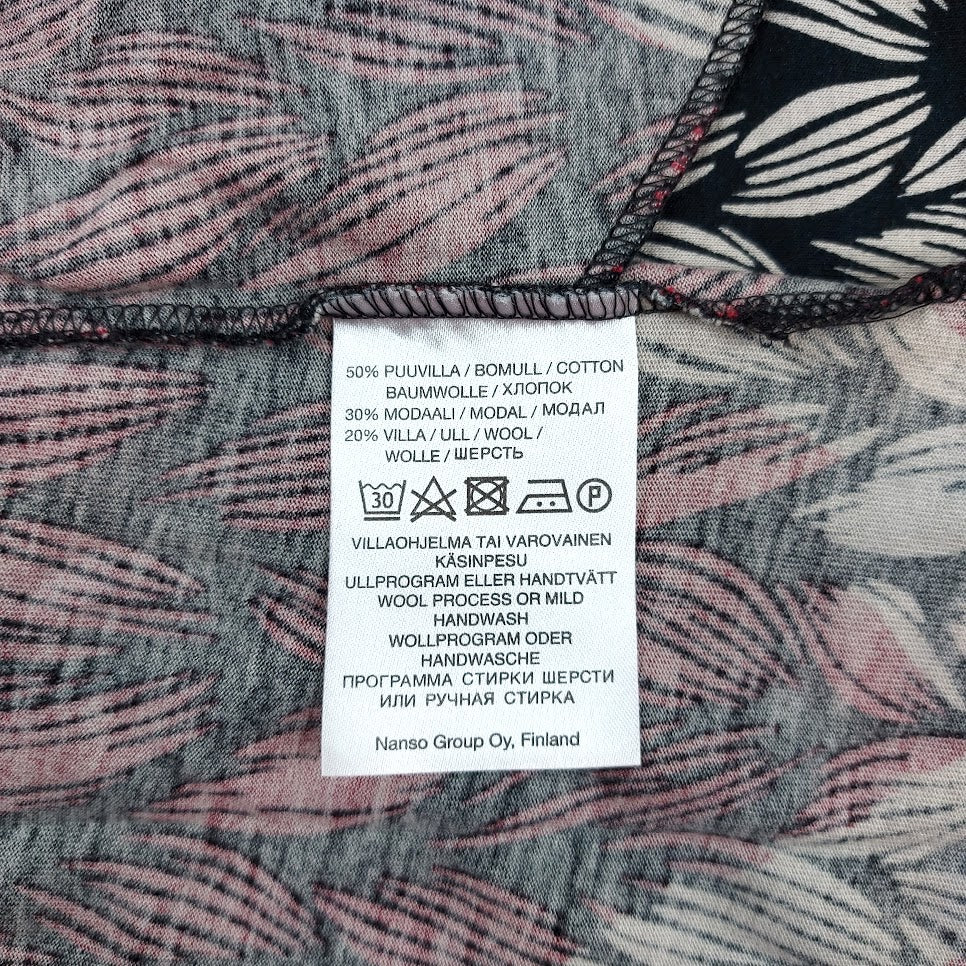 50% PUUVILLA / BOMULL / COTTON
BAUMWOLLE / ХЛОПОК
30% MODAALI / MODAL / МОДАЛ
20% VILLA / ULL / WOOL /
WOLLE / ШЕРСТЬ
30 P
VILLAOHJELMA TAI VAROVAINEN
KÄSINPESU
ULLPROGRAM ELLER HANDTVÄTT
WOOL PROCESS OR MILD
HANDWASH
WOLLPROGRAM ODER
HANDWASCHE
ПРОГРАММА СТИРКИ ШЕРСТИ
ИЛИ РУЧНАЯ СТИРКА
Nanso Group Oy, Finland